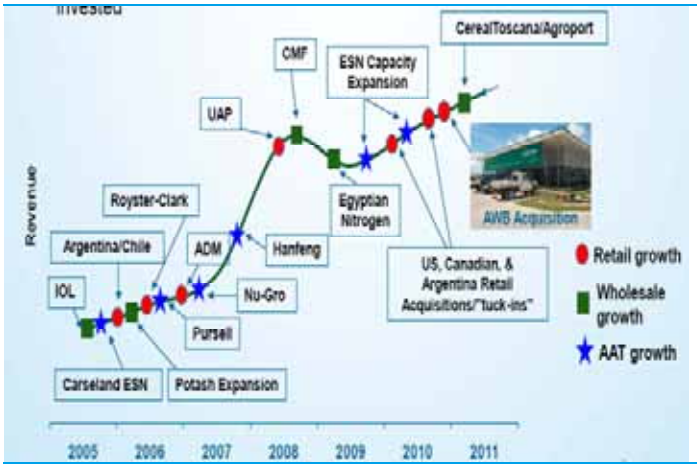 invested
CerealToscana/Agroport
CMF
ESN Capacity
Expansion
UAP
Revenue
Royster-Clark
Egyptian
Nitrogen
AWB Acquisition
Argentina/Chile
ADM
Hanfeng
US, Canadian, &
Argentina Retail
Acquisitions/"tuck-ins"
Retail growth
Wholesale
growth
AAT growth
IOL
Nu-Gro
Pursell
Carseland ESN
Potash Expansion
2005 2006 2007 2008 2009 2010 2011